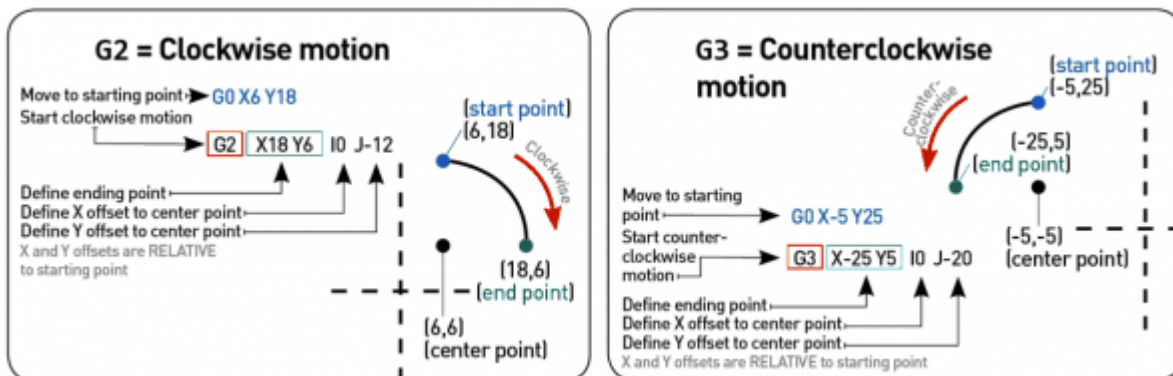 G2 = Clockwise motion
Move to starting point
G0 X6 Y18
Start clockwise motion
G2 X18 Y6 I0 J-12
Define ending point
Define X offset to center point
Define Y offset to center point
X and Y offsets are RELATIVE
to starting point
(start point)
(6,18)
Clockwise
(18,6)
(end point)
(6,6)
(center point)
G3 = Counterclockwise
motion
(start point)
(-5,25)
Counter-
clockwise
(-25,5)
(end point)
(-5,-5)
(center point)
Move to starting
point
G0 X-5 Y25
Start counter-
clockwise
motion
G3 X-25 Y5 I0 J-20
Define ending point
Define X offset to center point
Define Y offset to center point
X and Y offsets are RELATIVE to starting point